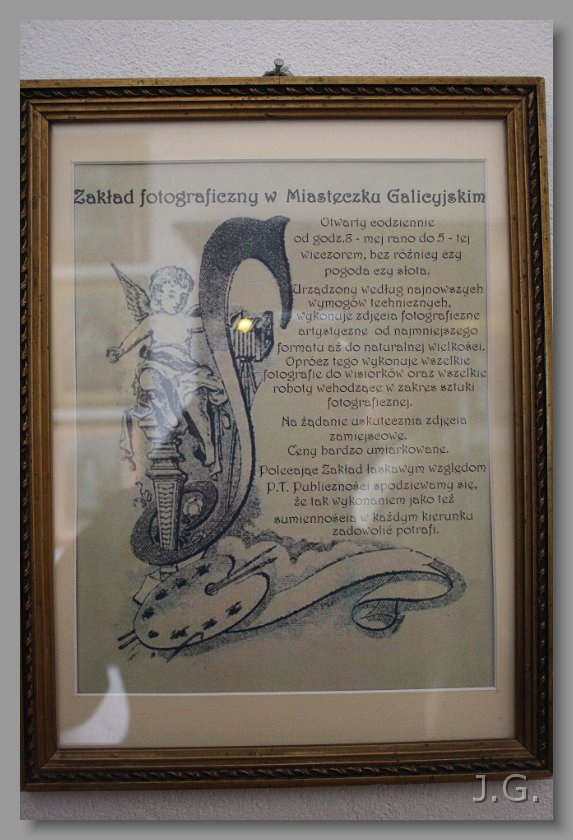 Zakład fotograficzny w Miasteczku Galicyjskim
Otwarty codziennie
od godz.8 - mej rano do 5 - tej
wieczorem, bez różnicy czy
pogoda czy słota.
Urządzony według najnowszych
wymogów technicznych,
wykonuje zdjęcia fotograficzne
artystyczne od najmniejszego
formatu aż do naturalnej wielkości.
Oprócz tego wykonuje wszelkie
fotografie do wisiorków oraz wszelkie
roboty wchodzące w zakres sztuki
fotograficznej.
Na żądanie uskutecznia zdjęcia
zamiejscowe.
Ceny bardzo umiarkowane.
Polecając Zakład łaskawym względom
P.T. Publiczności spodziewamy się,
że tak wykonaniem jako też
sumiennością w każdym kierunku
zadowolić potrafi.
J.G.